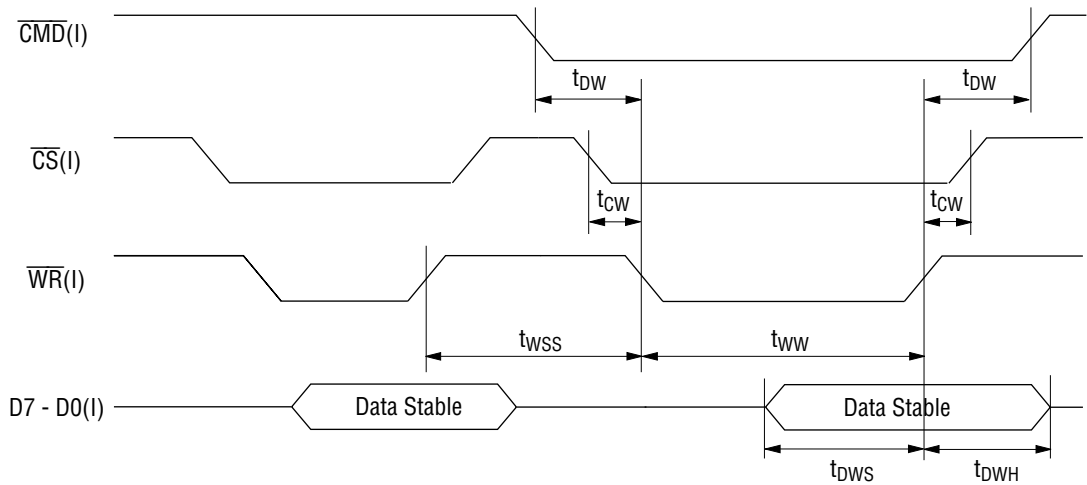 CMD(I)
tDW tDW
CS(I)
tCW tCW
WR(I)
tWSS tWW
D7 - D0(I) Data Stable Data Stable
tDWS tDWH